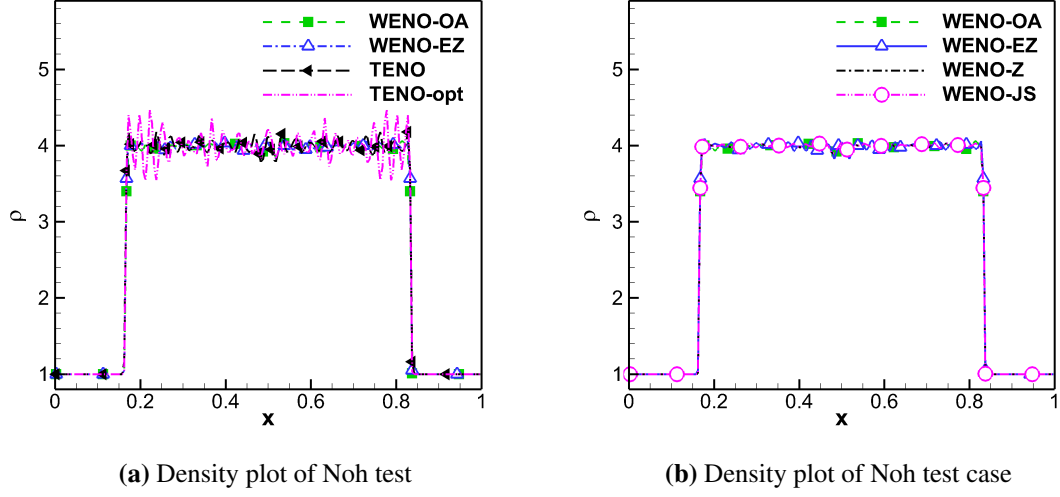 WENO-OA
WENO-EZ
TENO
TENO-opt
5
4
3
2
1
ρ
0
0.2
0.4
0.6
0.8
1
x
(a) Density plot of Noh test
WENO-OA
WENO-EZ
WENO-Z
WENO-JS
5
4
3
2
1
ρ
0
0.2
0.4
0.6
0.8
1
x
(b) Density plot of Noh test case